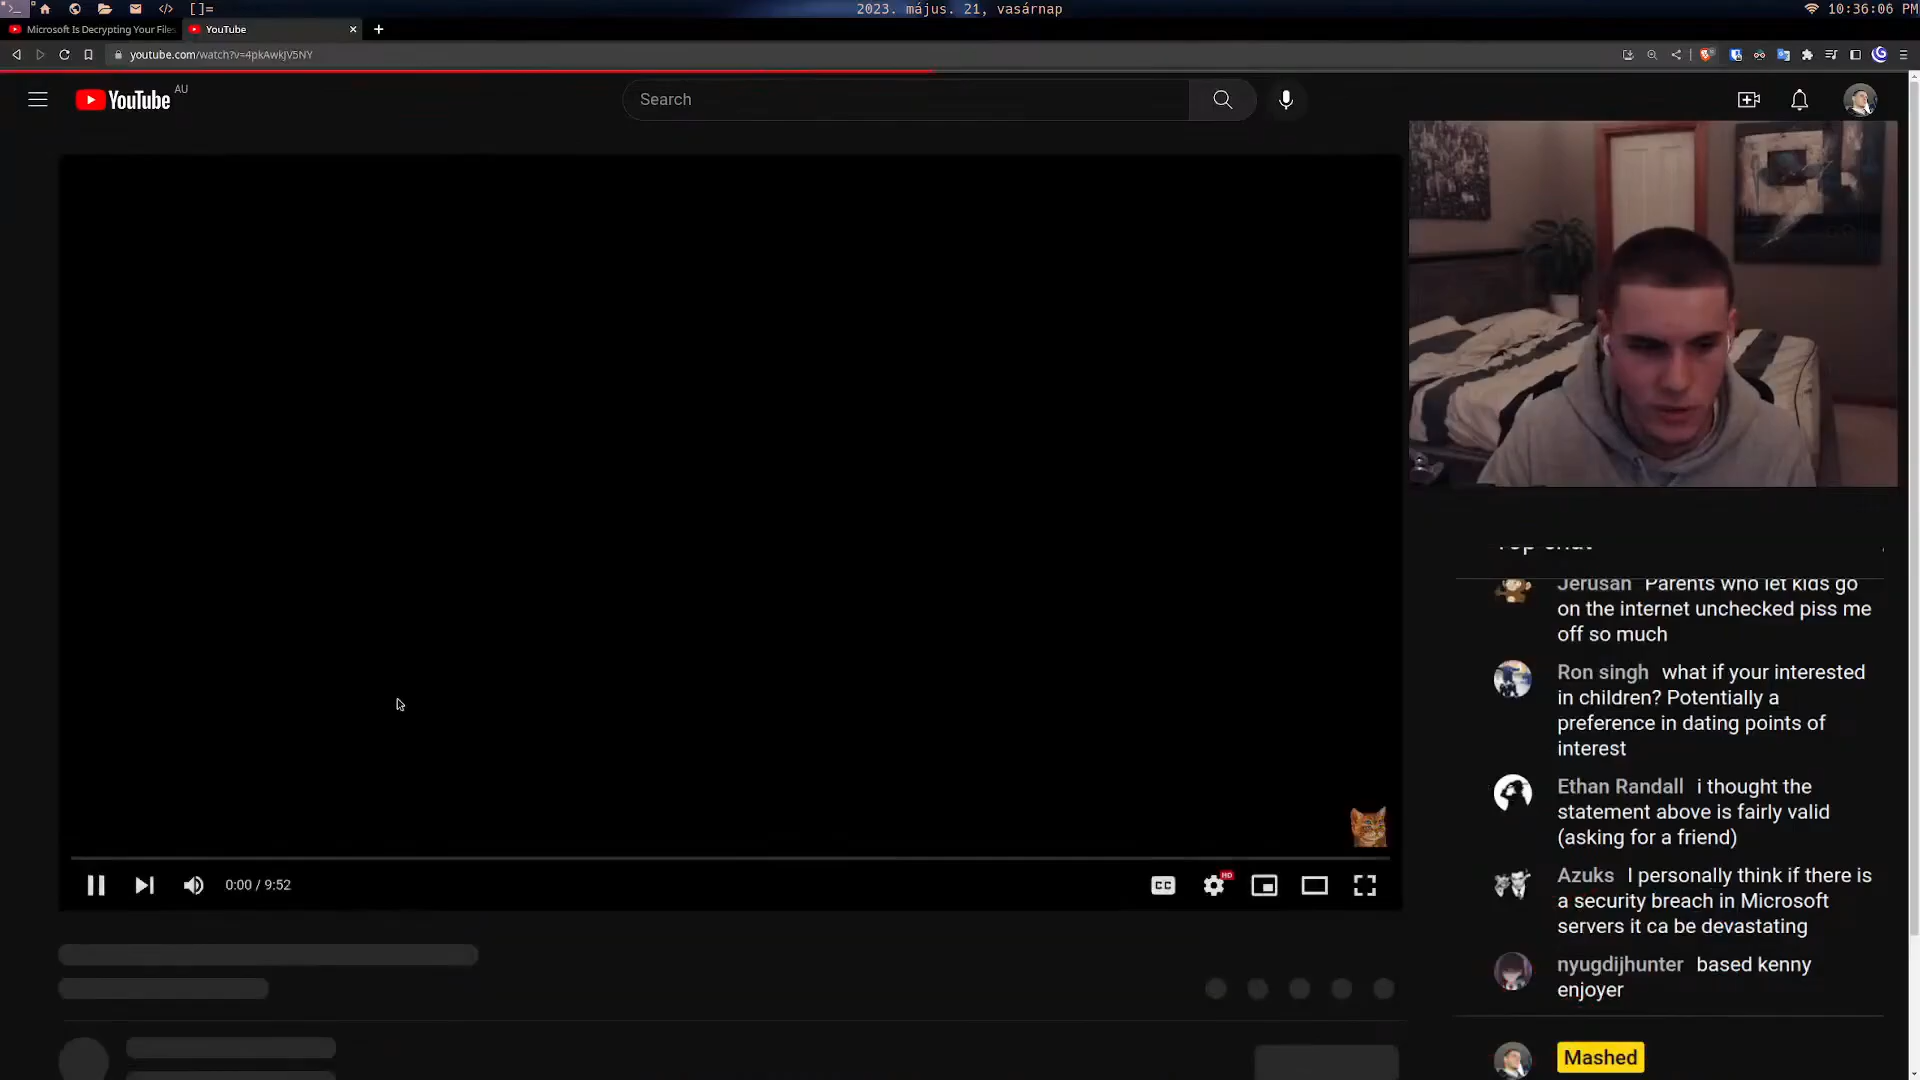 []=
2023. május. 21, vasárnap
10:36:06 PM
Microsoft Is Decrypting Your Files
YouTube
youtube.com/watch?v=4pkAwkJV5NY
YouTube AU
Search
Top chat
Jerusan Parents who let kids go
on the internet unchecked piss me
off so much
Ron singh what if your interested
in children? Potentially a
preference in dating points of
interest
Ethan Randall i thought the
statement above is fairly valid
(asking for a friend)
Azuks I personally think if there is
a security breach in Microsoft
servers it ca be devastating
nyugdijhunter based kenny
enjoyer
Mashed
0:00 / 9:52
CC
HD